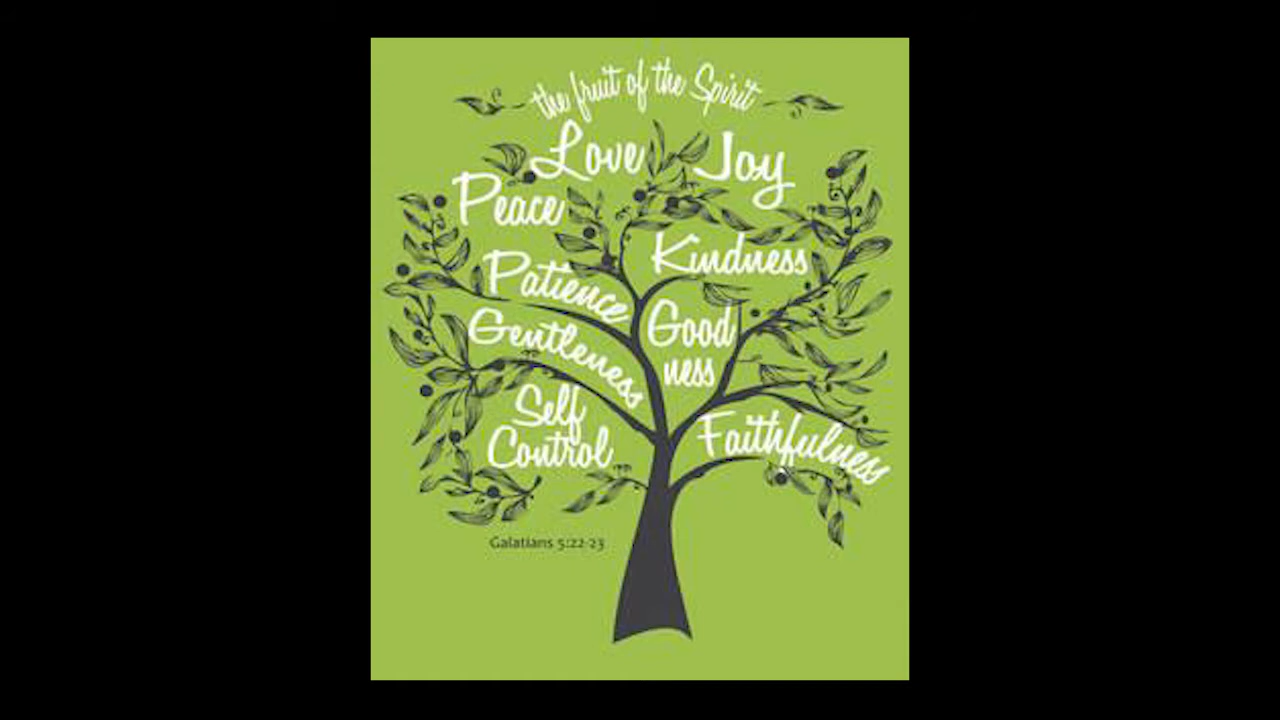 the fruit of the Spirit
Love Joy
Peace
Kindness
Patience
Good
ness
Gentleness
Self
Control
Faithfulness
Galatians 5:22-23